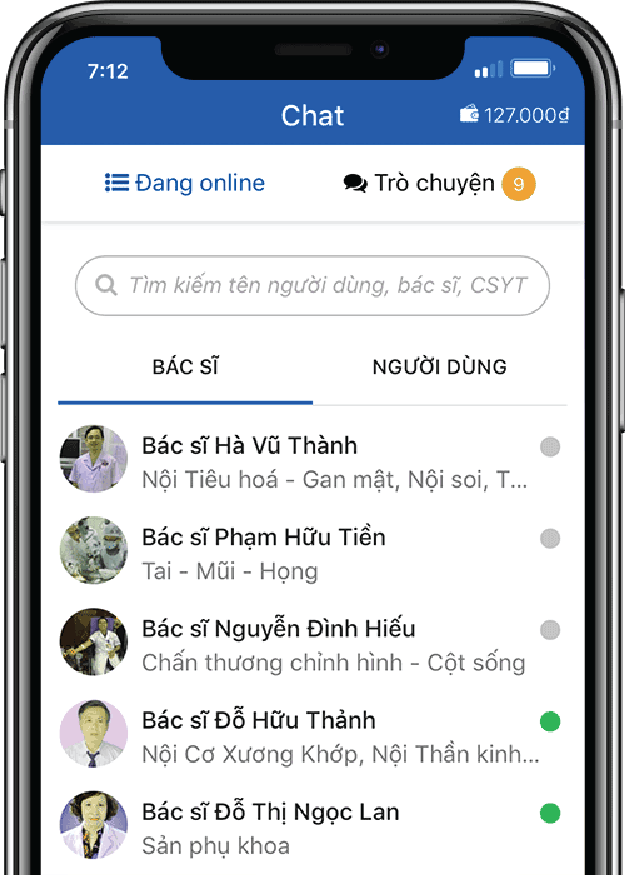 7:12
Chat
127.000₫
Đang online
Trò chuyện 9
Tìm kiếm tên người dùng, bác sĩ, CSYT
BÁC SĨ
NGƯỜI DÙNG
Bác sĩ Hà Vũ Thành
Nội Tiêu hoá - Gan mật, Nội soi, T...
Bác sĩ Phạm Hữu Tiền
Tai - Mũi - Họng
Bác sĩ Nguyễn Đình Hiếu
Chấn thương chỉnh hình - Cột sống
Bác sĩ Đỗ Hữu Thảnh
Nội Cơ Xương Khớp, Nội Thần kinh...
Bác sĩ Đỗ Thị Ngọc Lan
Sản phụ khoa